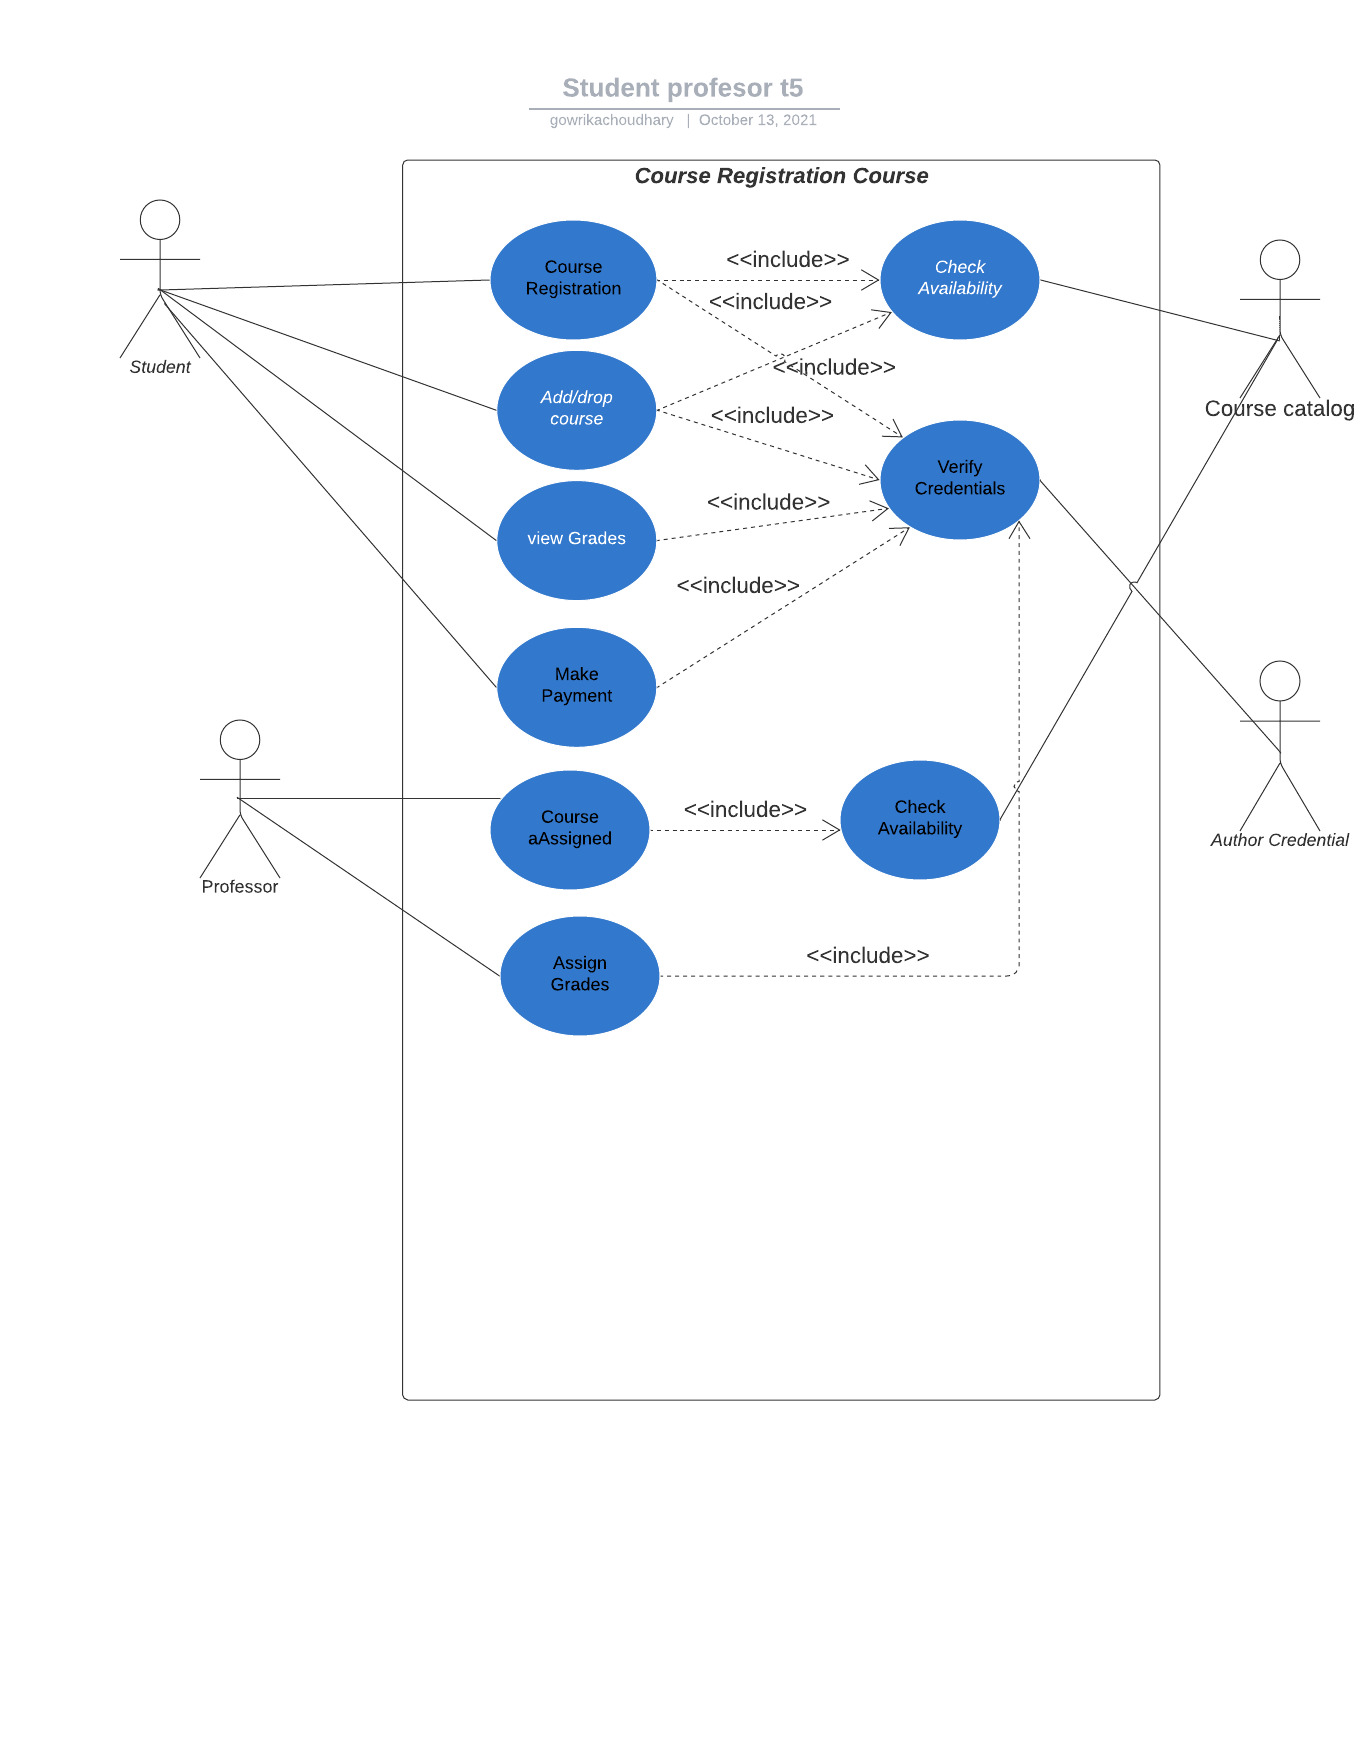 Student profesor t5
gowrikachoudhary | October 13, 2021
Course Registration Course
Course
Registration
<<include>>
Check
Availability
<<include>>
Student
Add/drop
course
<<include>>
<<include>>
Course catalog
Verify
Credentials
view Grades
<<include>>
<<include>>
Make
Payment
Professor
Course
aAssigned
<<include>>
Check
Availability
Author Credential
Assign
Grades
<<include>>